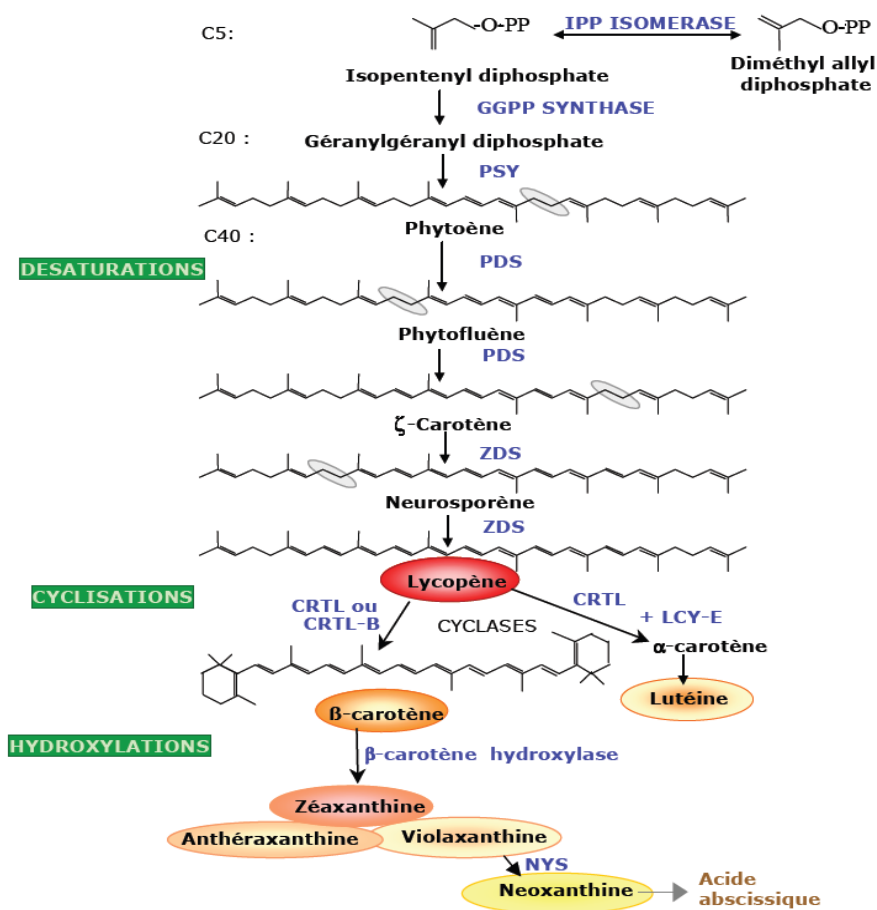 C5:
-O-PP
IPP ISOMERASE
O-PP
Isopentenyl diphosphate
Diméthyl allyl
diphosphate
GGPP SYNTHASE
C20 :
Géranylgéranyl diphosphate
PSY
Phytoène
C40 :
DESATURATIONS
PDS
Phytofluène
PDS
ζ-Carotène
ZDS
Neurosporène
ZDS
Lycopène
CYCLISATIONS
CRTL ou
CRTL-B
CYCLASES
CRTL
+ LCY-E
α-carotène
Lutéine
ß-carotène
HYDROXYLATIONS
β-carotène hydroxylase
Zéaxanthine
Anthéraxanthine
Violaxanthine
NYS
Neoxanthine
Acide
abscissique